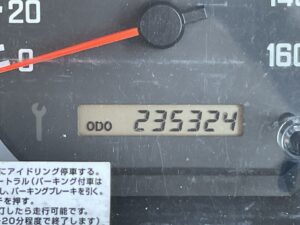 20
160
0
ODO 235324
にアイドリング停車する。
ートラル(パーキング付車は
し、パーキングブレーキを引く。
チを押す。
灯したら走行可能です。
~20分程度で終了します)